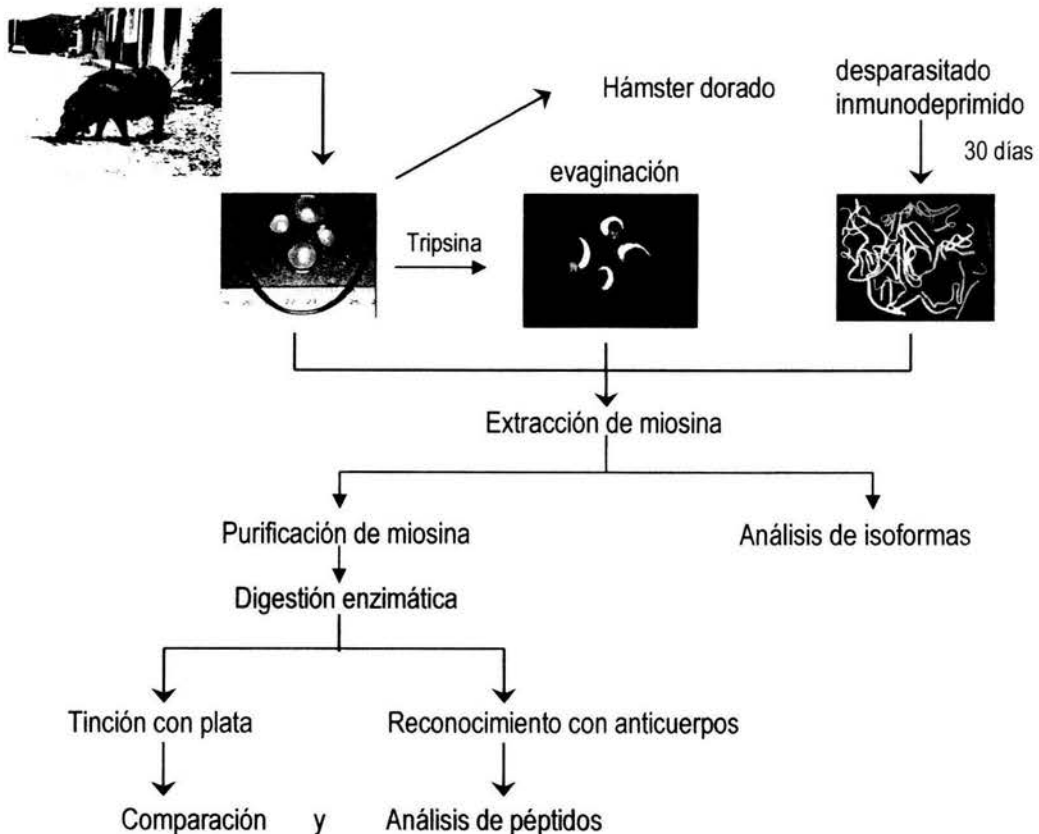 Hámster dorado
desparasitado
inmunodeprimido
30 días
evaginación
Tripsina
Extracción de miosina
Purificación de miosina
Análisis de isoformas
Digestión enzimática
Tinción con plata
Reconocimiento con anticuerpos
Comparación y Análisis de péptidos